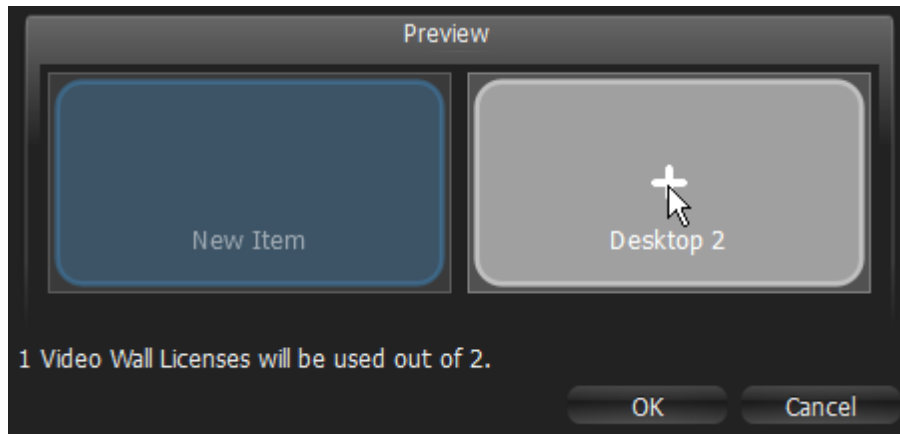 Preview
New Item
Desktop 2
1 Video Wall Licenses will be used out of 2.
OK
Cancel